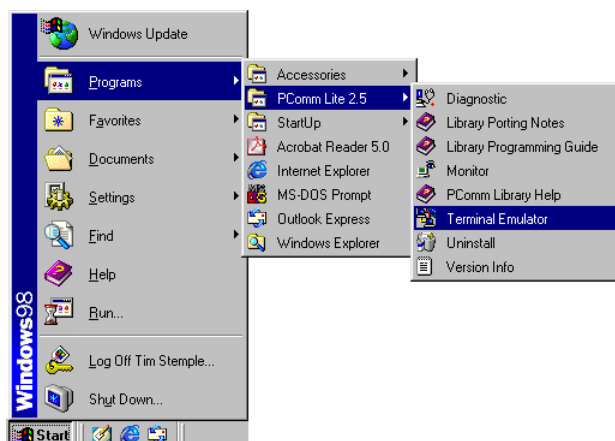 Windows Update
Programs
Favorites
Documents
Settings
Find
Help
Run...
Log Off Tim Stemple...
Shut Down...
Windows98
Start
Accessories
PComm Lite 2.5
StartUp
Acrobat Reader 5.0
Internet Explorer
MS-DOS Prompt
Outlook Express
Windows Explorer
Diagnostic
Library Porting Notes
Library Programming Guide
Monitor
PComm Library Help
Terminal Emulator
Uninstall
Version Info